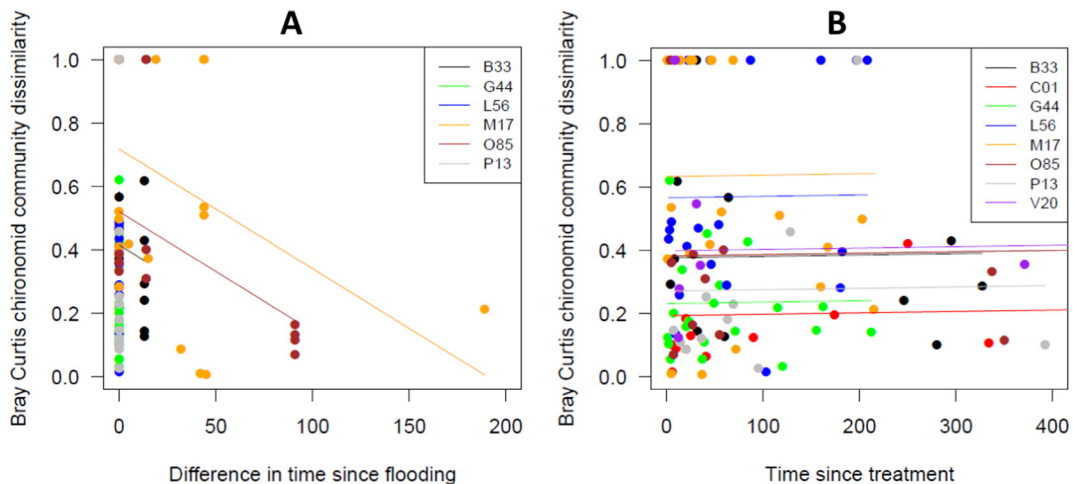 A
Bray Curtis chironomid community dissimilarity
1.0
0.8
0.6
0.4
0.2
0.0
B33
G44
L56
M17
O85
P13
0
50
100
150
200
Difference in time since flooding
B
Bray Curtis chironomid community dissimilarity
1.0
0.8
0.6
0.4
0.2
0.0
B33
C01
G44
L56
M17
O85
P13
V20
0
100
200
300
400
Time since treatment